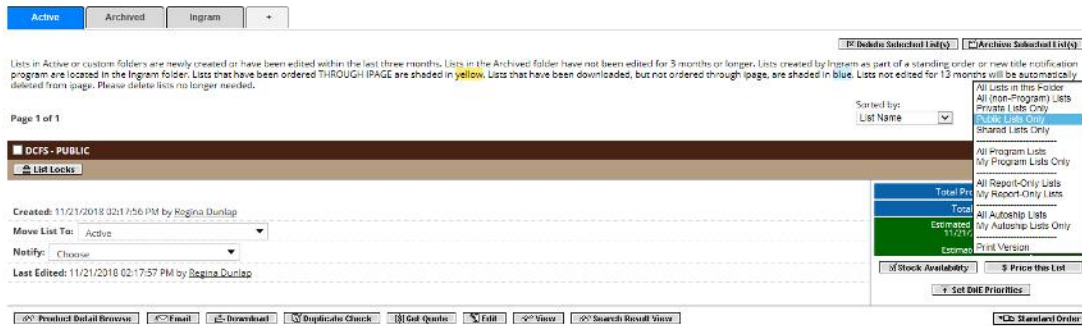 Active Archived Ingram +
Delete Selected List(s) Archive Selected List(s)
Lists in Active or custom folders are newly created or have been edited within the last three months. Lists in the Archived folder have not been edited for 3 months or longer. Lists created by Ingram as part of a standing order or new title notification
program are located in the Ingram folder. Lists that have been ordered THROUGH IPAGE are shaded in yellow. Lists that have been downloaded, but not ordered through ipage, are shaded in blue. Lists not edited for 13 months will be automatically
deleted from ipage. Please delete lists no longer needed.
All Lists in this Folder
All (non-Program) Lists
Private Lists Only
Public Lists Only
Shared Lists Only
---------------------------
All Program Lists
My Program Lists Only
---------------------------
All Report-Only Lists
My Report-Only Lists
---------------------------
All Autoship Lists
My Autoship Lists Only
---------------------------
Print Version
Sorted by:
List Name
Page 1 of 1
DCFS - PUBLIC
List Locks
Total Pro
Total
Estimated
11/21/
Estimat
Created: 11/21/2018 02:17:56 PM by Regina Dunlap
Move List To: Active
Notify: Choose
Last Edited: 11/21/2018 02:17:57 PM by Regina Dunlap
Stock Availability $ Price this List
+ Set DNE Priorities
Product Detail Browse Email Download Duplicate Check Get Quote Edit View Search Result View Standard Order